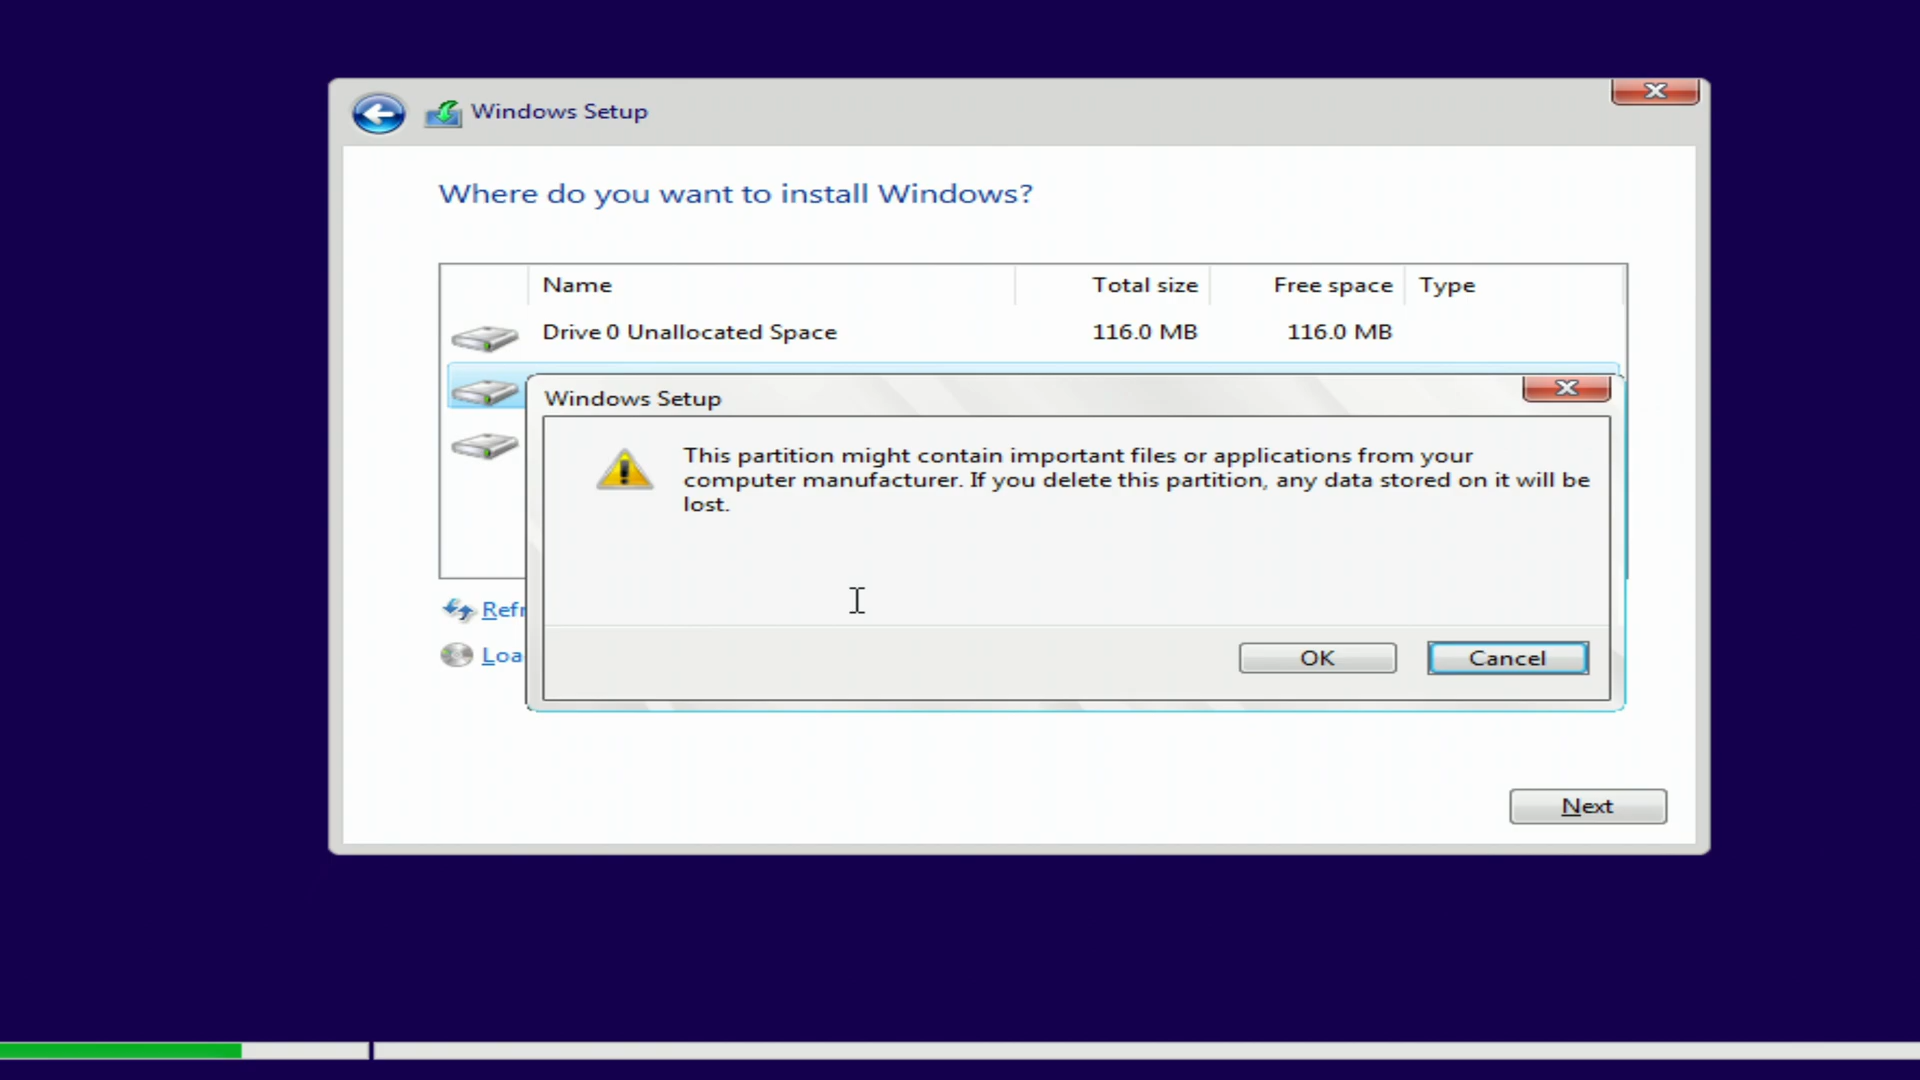 Windows Setup
Where do you want to install Windows?
Name Total size Free space Type
Drive 0 Unallocated Space 116.0 MB 116.0 MB
Windows Setup
This partition might contain important files or applications from your
computer manufacturer. If you delete this partition, any data stored on it will be
lost.
Refr
Loa
OK Cancel
Next